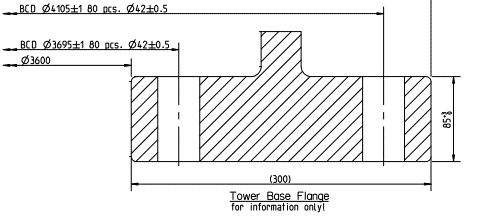 BCD Ø4105±1 80 pcs. Ø42±0.5
BCD Ø3695±1 80 pcs. Ø42±0.5
Ø3600
85
(300)
Tower Base Flange
for information only!